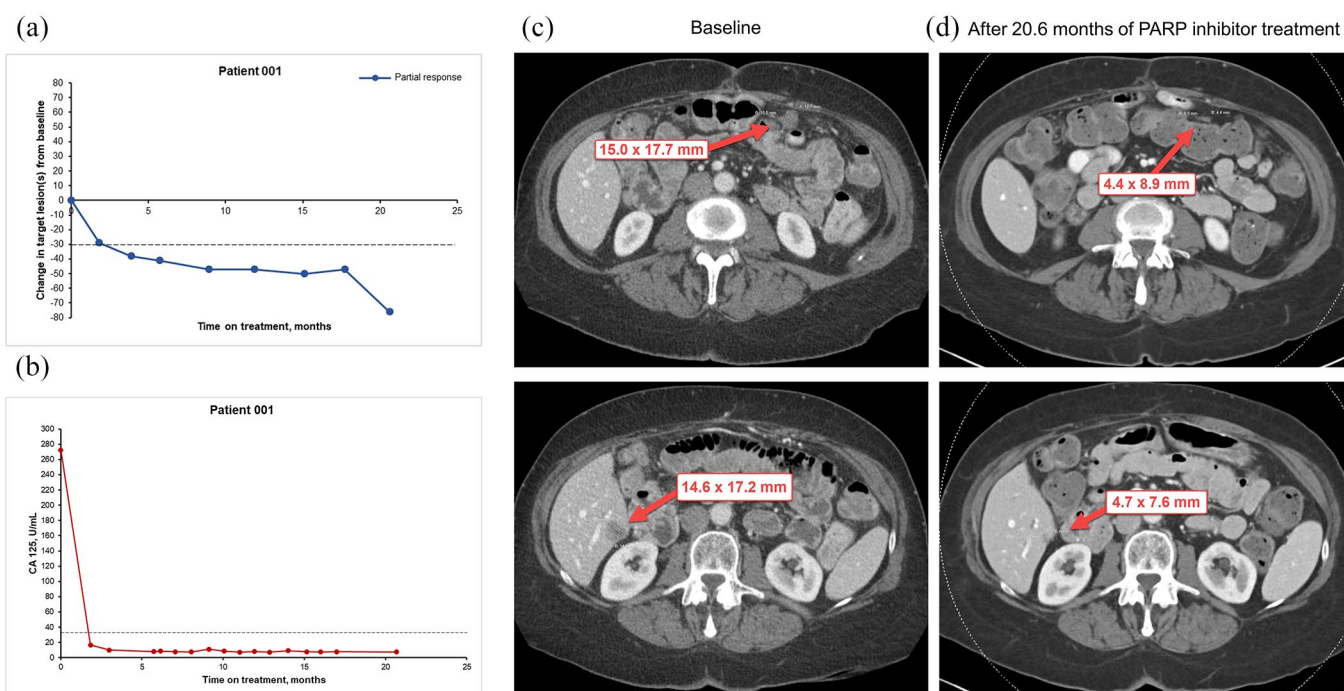 (a)
Patient 001
Partial response
Change in target lesion(s) from baseline
80
70
60
50
40
30
20
10
0
-10
-20
-30
-40
-50
-60
-70
-80
5
10
15
20
25
Time on treatment, months
(b)
Patient 001
CA 125, U/mL
300
280
260
240
220
200
180
160
140
120
100
80
60
40
20
0
0
5
10
15
20
25
Time on treatment, months
(c)
Baseline
15.0 x 17.7 mm
14.6 x 17.2 mm
(d)
After 20.6 months of PARP inhibitor treatment
4.4 x 8.9 mm
4.7 x 7.6 mm